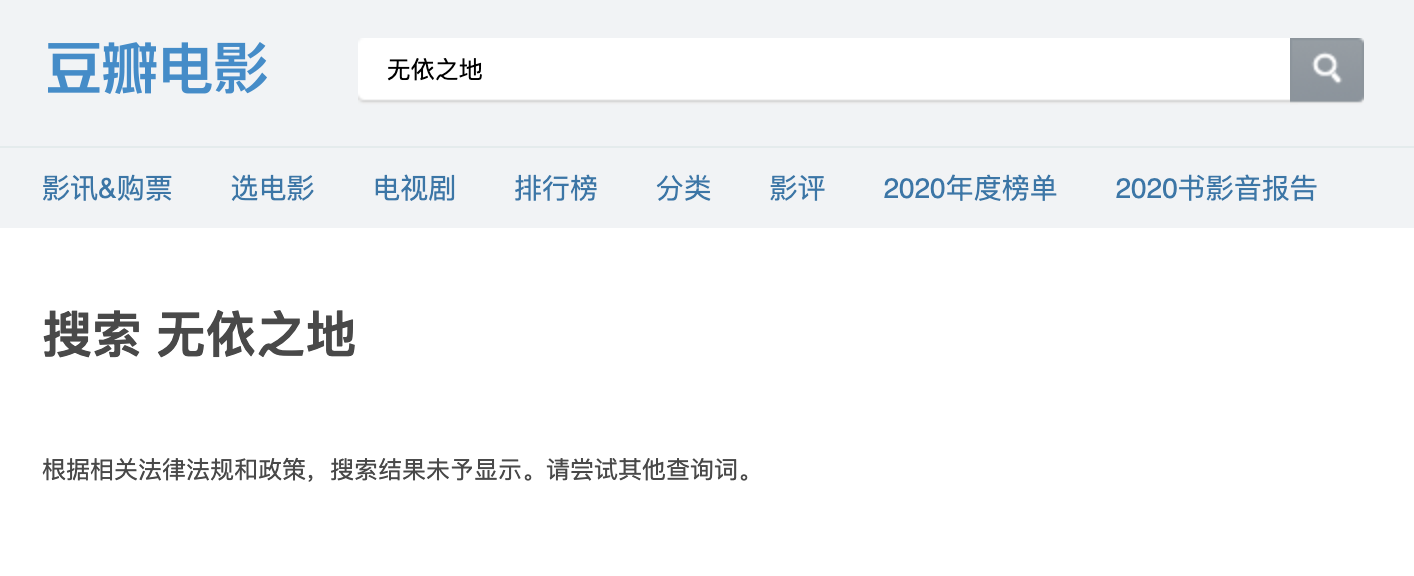 豆瓣电影
无依之地
影讯&购票 选电影 电视剧 排行榜 分类 影评 2020年度榜单 2020书影音报告
搜索 无依之地
根据相关法律法规和政策，搜索结果未予显示。请尝试其他查询词。